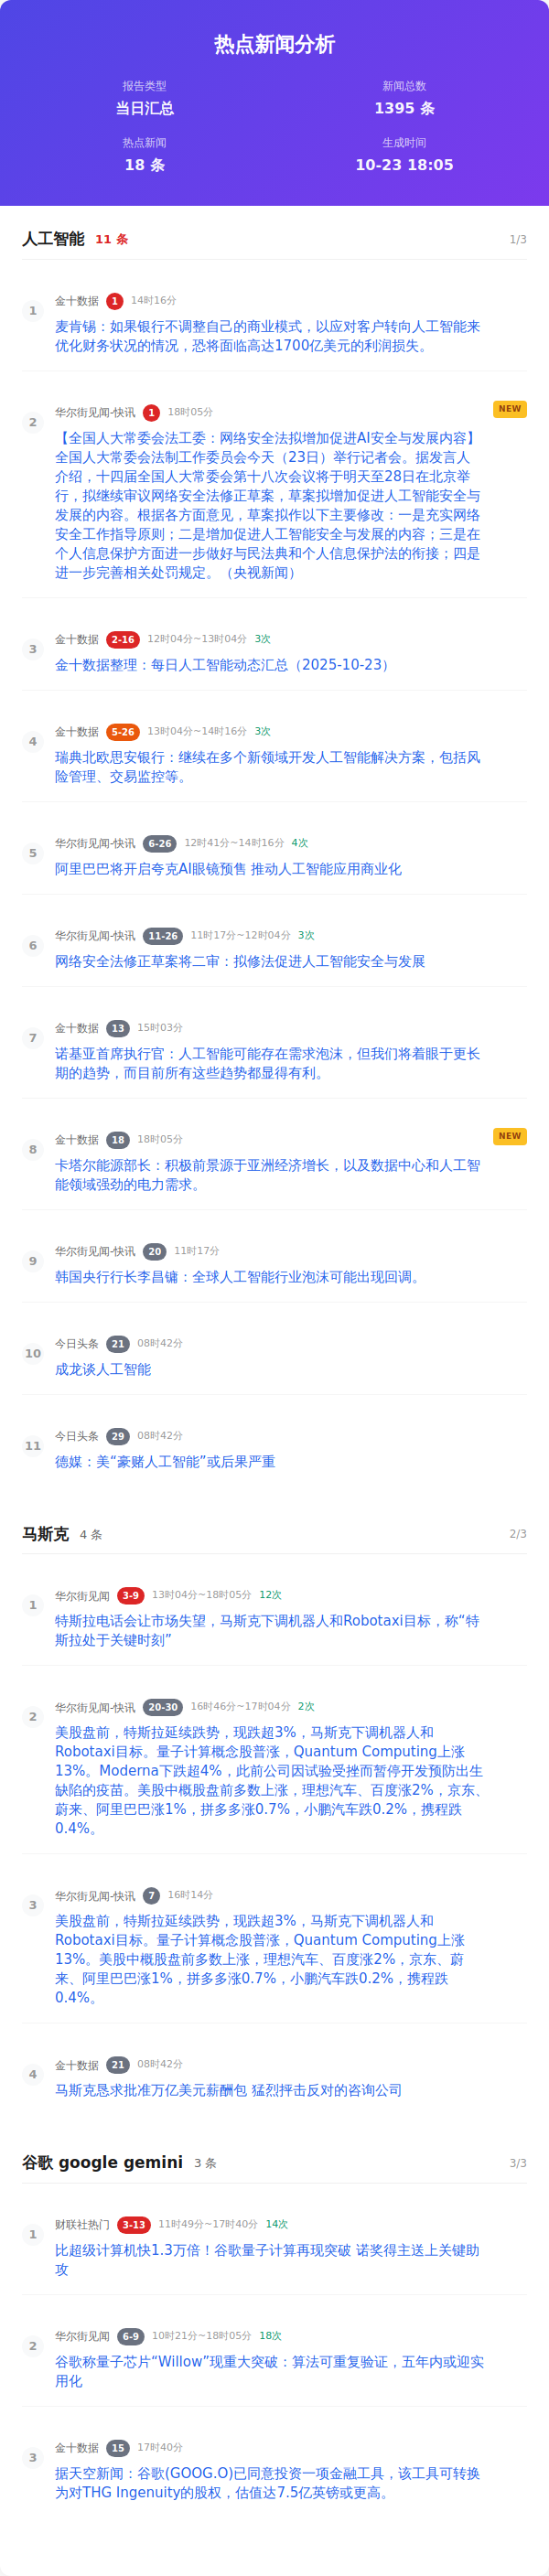 热点新闻分析
报告类型
当日汇总
新闻总数
1395 条
热点新闻
18 条
生成时间
10-23 18:05
人工智能 11 条 1/3
1
金十数据 1 14时16分
麦肯锡：如果银行不调整自己的商业模式，以应对客户转向人工智能来
优化财务状况的情况，恐将面临高达1700亿美元的利润损失。
2
华尔街见闻-快讯 1 18时05分 NEW
【全国人大常委会法工委：网络安全法拟增加促进AI安全与发展内容】
全国人大常委会法制工作委员会今天（23日）举行记者会。据发言人
介绍，十四届全国人大常委会第十八次会议将于明天至28日在北京举
行，拟继续审议网络安全法修正草案，草案拟增加促进人工智能安全与
发展的内容。根据各方面意见，草案拟作以下主要修改：一是充实网络
安全工作指导原则；二是增加促进人工智能安全与发展的内容；三是在
个人信息保护方面进一步做好与民法典和个人信息保护法的衔接；四是
进一步完善相关处罚规定。（央视新闻）
3
金十数据 2-16 12时04分~13时04分 3次
金十数据整理：每日人工智能动态汇总（2025-10-23）
4
金十数据 5-26 13时04分~14时16分 3次
瑞典北欧思安银行：继续在多个新领域开发人工智能解决方案，包括风
险管理、交易监控等。
5
华尔街见闻-快讯 6-26 12时41分~14时16分 4次
阿里巴巴将开启夸克AI眼镜预售 推动人工智能应用商业化
6
华尔街见闻-快讯 11-26 11时17分~12时04分 3次
网络安全法修正草案将二审：拟修法促进人工智能安全与发展
7
金十数据 13 15时03分
诺基亚首席执行官：人工智能可能存在需求泡沫，但我们将着眼于更长
期的趋势，而目前所有这些趋势都显得有利。
8
金十数据 18 18时05分 NEW
卡塔尔能源部长：积极前景源于亚洲经济增长，以及数据中心和人工智
能领域强劲的电力需求。
9
华尔街见闻-快讯 20 11时17分
韩国央行行长李昌镛：全球人工智能行业泡沫可能出现回调。
10
今日头条 21 08时42分
成龙谈人工智能
11
今日头条 29 08时42分
德媒：美“豪赌人工智能”或后果严重
马斯克 4 条 2/3
1
华尔街见闻 3-9 13时04分~18时05分 12次
特斯拉电话会让市场失望，马斯克下调机器人和Robotaxi目标，称“特
斯拉处于关键时刻”
2
华尔街见闻-快讯 20-30 16时46分~17时04分 2次
美股盘前，特斯拉延续跌势，现跌超3%，马斯克下调机器人和
Robotaxi目标。量子计算概念股普涨，Quantum Computing上涨
13%。Moderna下跌超4%，此前公司因试验受挫而暂停开发预防出生
缺陷的疫苗。美股中概股盘前多数上涨，理想汽车、百度涨2%，京东、
蔚来、阿里巴巴涨1%，拼多多涨0.7%，小鹏汽车跌0.2%，携程跌
0.4%。
3
华尔街见闻-快讯 7 16时14分
美股盘前，特斯拉延续跌势，现跌超3%，马斯克下调机器人和
Robotaxi目标。量子计算概念股普涨，Quantum Computing上涨
13%。美股中概股盘前多数上涨，理想汽车、百度涨2%，京东、蔚
来、阿里巴巴涨1%，拼多多涨0.7%，小鹏汽车跌0.2%，携程跌
0.4%。
4
金十数据 21 08时42分
马斯克恳求批准万亿美元薪酬包 猛烈抨击反对的咨询公司
谷歌 google gemini 3 条 3/3
1
财联社热门 3-13 11时49分~17时40分 14次
比超级计算机快1.3万倍！谷歌量子计算再现突破 诺奖得主送上关键助
攻
2
华尔街见闻 6-9 10时21分~18时05分 18次
谷歌称量子芯片“Willow”现重大突破：算法可重复验证，五年内或迎实
用化
3
金十数据 15 17时40分
据天空新闻：谷歌(GOOG.O)已同意投资一项金融工具，该工具可转换
为对THG Ingenuity的股权，估值达7.5亿英镑或更高。